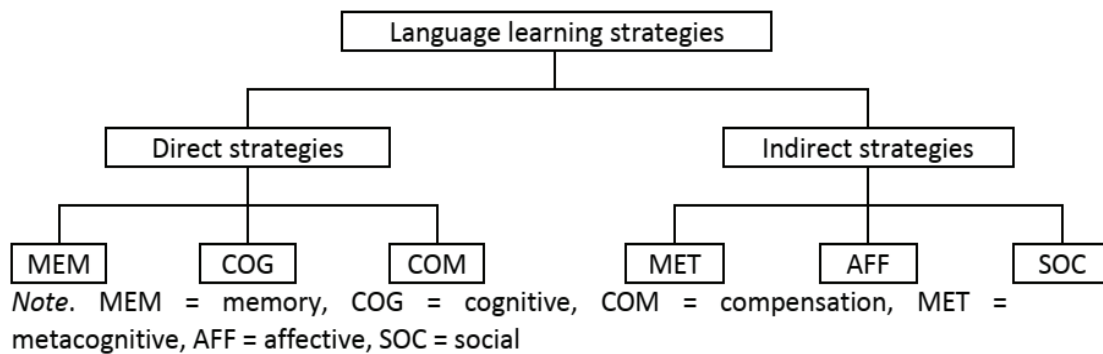 Language learning strategies
Direct strategies Indirect strategies
MEM COG COM MET AFF SOC
Note. MEM = memory, COG = cognitive, COM = compensation, MET =
metacognitive, AFF = affective, SOC = social